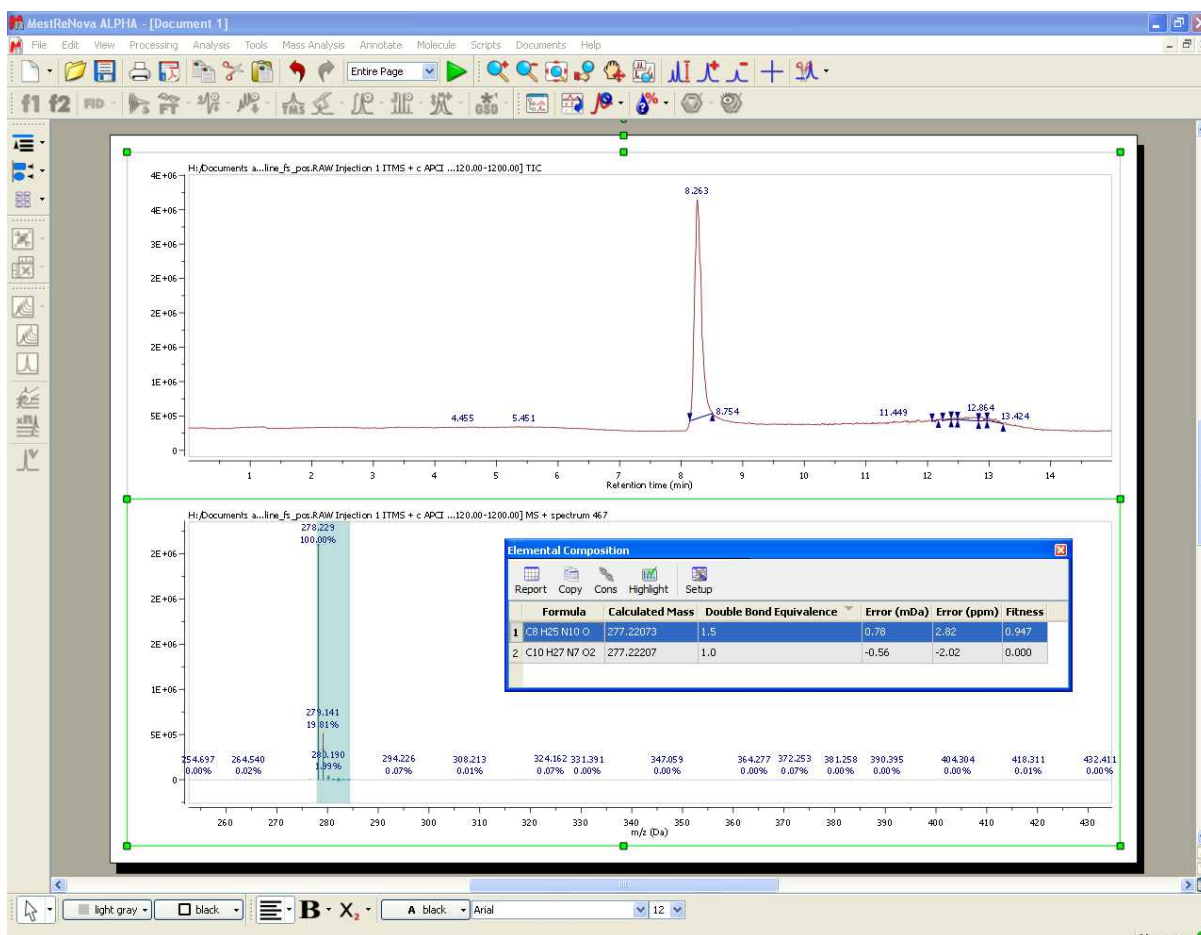 MestReNova ALPHA - [Document 1]
File Edit View Processing Analysis Tools Mass Analysis Annotate Molecule Scripts Documents Help
Entire Page
f1 f2 FID FT TMS GSD
H:/Documents a...line_fs_pos.RAW Injection 1 ITMS + c APCI ...120.00-1200.00] TIC
4E+06
8.263
4E+06
3E+06
2E+06
2E+06
2E+06
1E+06
5E+05
4.455 5.451 8.754 11.449 12.864 13.424
0
1 2 3 4 5 6 7 8 9 10 11 12 13 14
Retention time (min)
H:/Documents a...line_fs_pos.RAW Injection 1 ITMS + c APCI ...120.00-1200.00] MS + spectrum 467
278.229
100.00%
2E+06
2E+06
2E+06
1E+06
5E+05
0
279.141
19.81%
254.697 264.540 280.190 294.226 308.213 324.162 331.391 347.059 364.277 372.253 381.258 390.395 404.304 418.311 432.411
0.00% 0.02% 1.99% 0.07% 0.01% 0.07% 0.00% 0.00% 0.00% 0.07% 0.00% 0.00% 0.00% 0.01% 0.00%
260 270 280 290 300 310 320 330 340 350 360 370 380 390 400 410 420 430
m/z (Da)
Elemental Composition
Report Copy Cons Highlight Setup
Formula Calculated Mass Double Bond Equivalence Error (mDa) Error (ppm) Fitness
1 C8 H25 N10 O 277.22073 1.5 0.78 2.82 0.947
2 C10 H27 N7 O2 277.22207 1.0 -0.56 -2.02 0.000
light gray black B X2 A black Arial 12